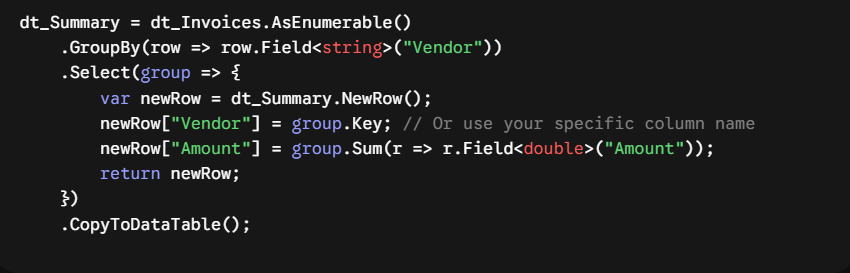 dt_Summary = dt_Invoices.AsEnumerable()
    .GroupBy(row => row.Field<string>("Vendor"))
    .Select(group => {
        var newRow = dt_Summary.NewRow();
        newRow["Vendor"] = group.Key; // Or use your specific column name
        newRow["Amount"] = group.Sum(r => r.Field<double>("Amount"));
        return newRow;
    })
    .CopyToDataTable();